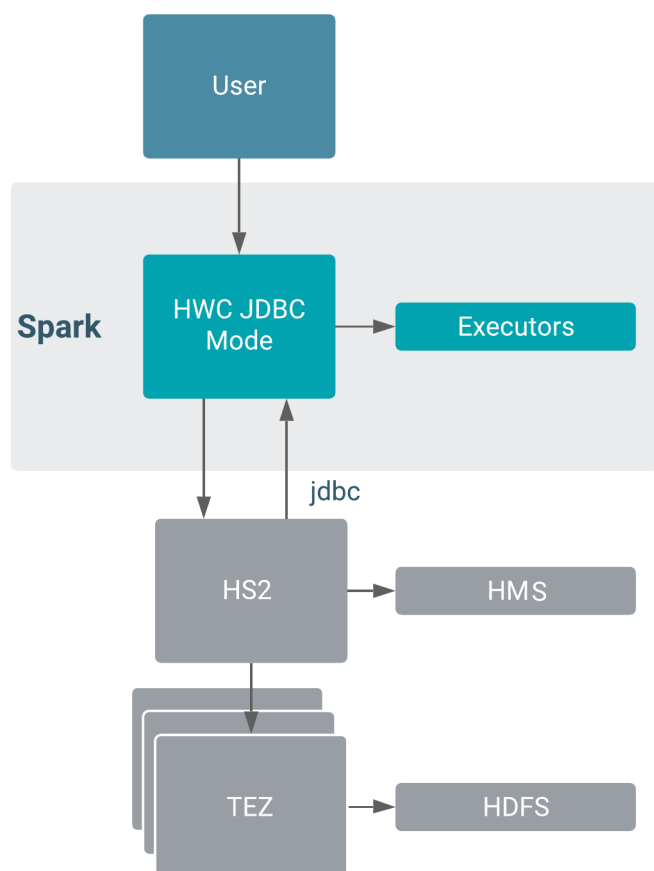 User
Spark
HWC JDBC
Mode
Executors
jdbc
HS2
HMS
TEZ
HDFS